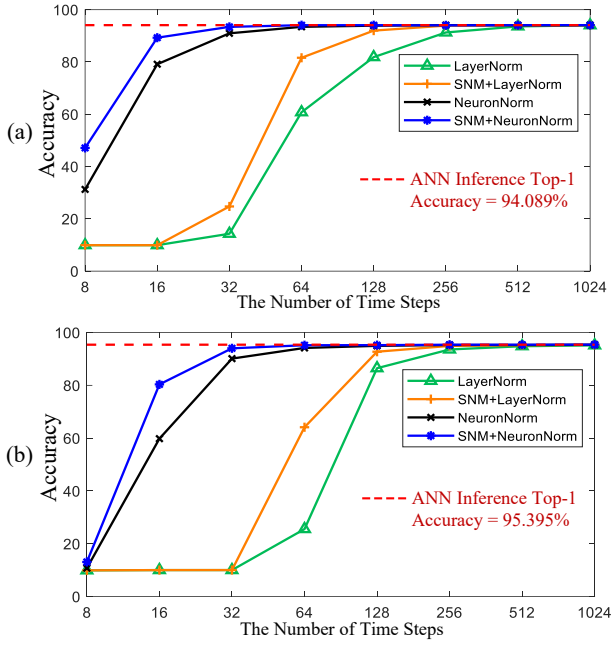 100
80
60
40
20
0
Accuracy
(a)
LayerNorm
SNM+LayerNorm
NeuronNorm
SNM+NeuronNorm
ANN Inference Top-1
Accuracy = 94.089%
8 16 32 64 128 256 512 1024
The Number of Time Steps
100
80
60
40
20
0
Accuracy
(b)
LayerNorm
SNM+LayerNorm
NeuronNorm
SNM+NeuronNorm
ANN Inference Top-1
Accuracy = 95.395%
8 16 32 64 128 256 512 1024
The Number of Time Steps